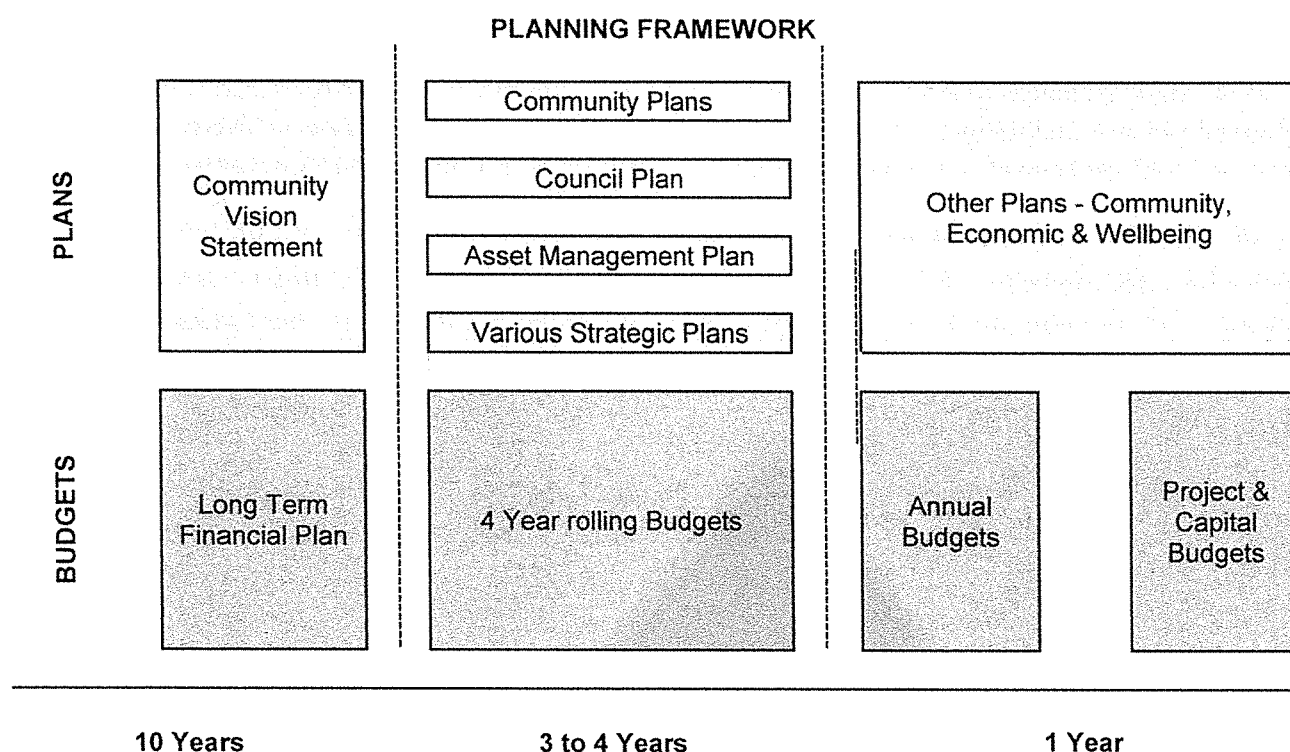 PLANNING FRAMEWORK
PLANS
Community
Vision
Statement
Community Plans
Council Plan
Asset Management Plan
Various Strategic Plans
Other Plans - Community,
Economic & Wellbeing
BUDGETS
Long Term
Financial Plan
4 Year rolling Budgets
Annual
Budgets
Project &
Capital
Budgets
10 Years
3 to 4 Years
1 Year